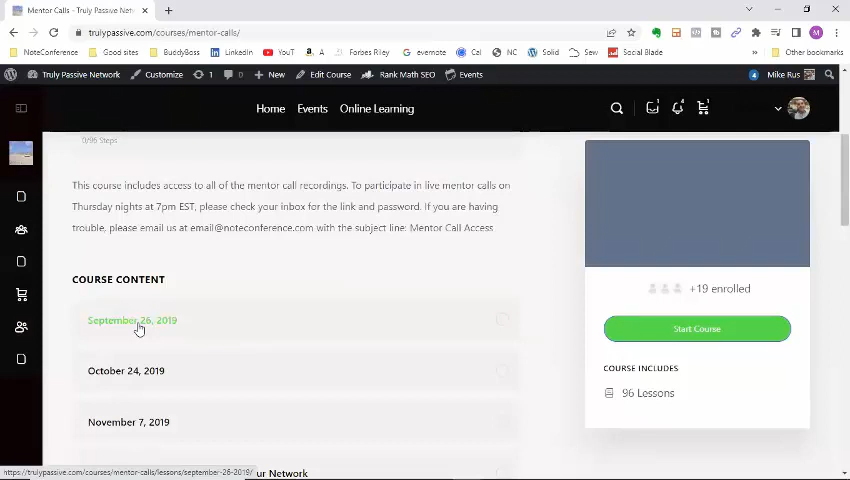 Mentor Calls - Truly Passive Net
trulypassive.com/courses/mentor-calls/
NoteConference
Good sites
BuddyBoss
LinkedIn
YouT
A
Forbes Riley
evernote
Cal
NC
Solid
Semu
Social Blade
Other bookmarks
Truly Passive Network
Customize
1
0
New
Edit Course
Rank Math SEO
Events
4
Mike Rus
Home
Events
Online Learning
1
4
1
0/96 Steps
This course includes access to all of the mentor call recordings. To participate in live mentor calls on
Thursday nights at 7pm EST, please check your inbox for the link and password. If you are having
trouble, please email us at email@noteconference.com with the subject line: Mentor Call Access
COURSE CONTENT
September 26, 2019
October 24, 2019
November 7, 2019
ur Network
+19 enrolled
Start Course
COURSE INCLUDES
96 Lessons
https://trulypassive.com/courses/mentor-calls/lessons/september-26-2019/